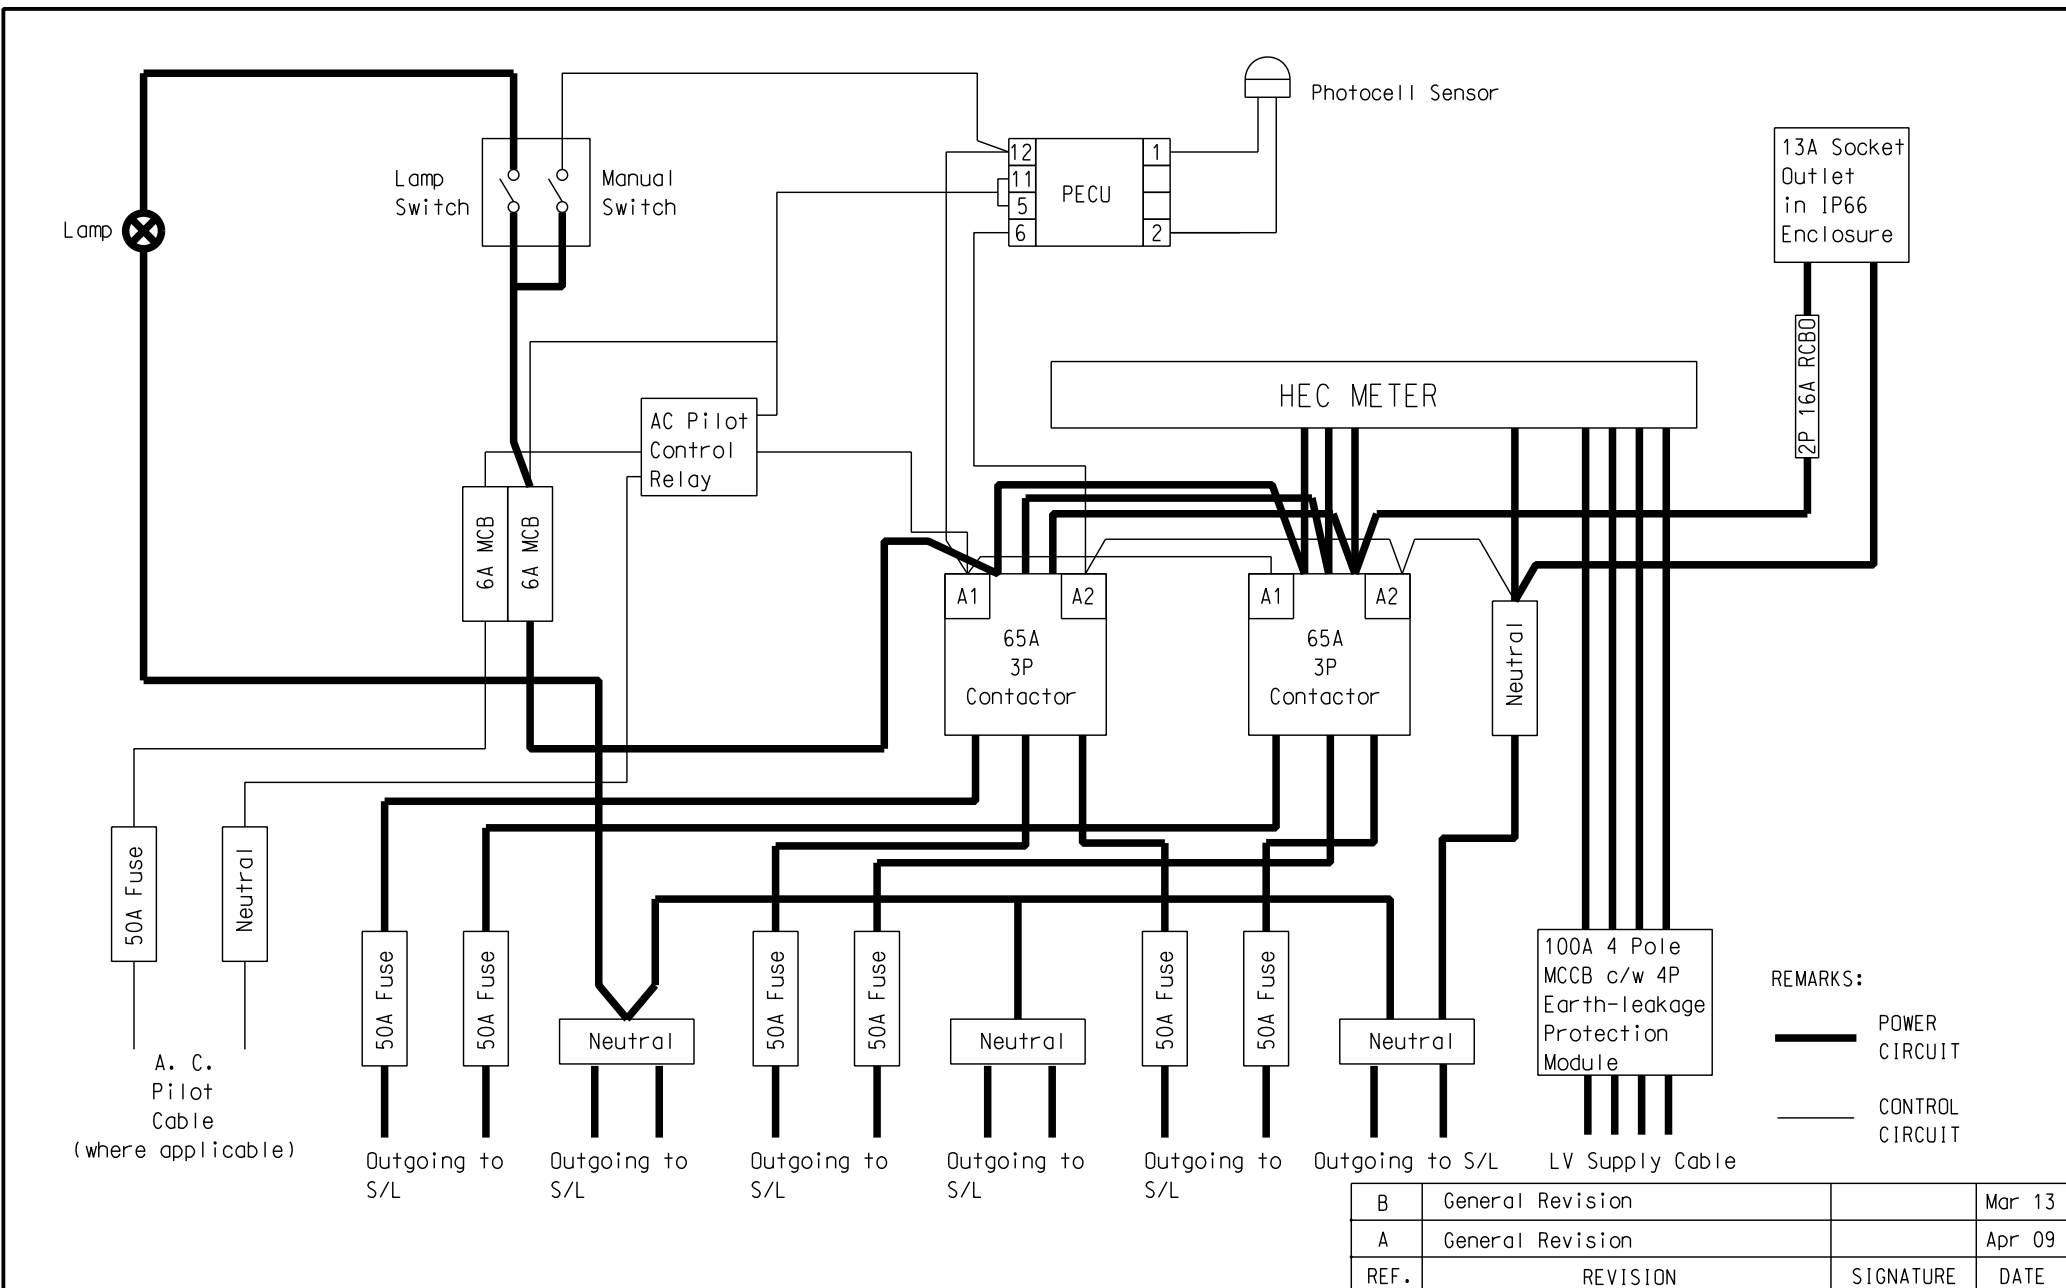 Photocell Sensor
13A Socket
Outlet
in IP66
Enclosure
Lamp
Switch
Manual
Switch
12
11
5
6
PECU
1
2
Lamp
2P 16A RCBO
HEC METER
AC Pilot
Control
Relay
6A MCB
6A MCB
A1
A2
65A
3P
Contactor
A1
A2
65A
3P
Contactor
Neutral
50A Fuse
Neutral
A. C.
Pilot
Cable
(where applicable)
50A Fuse
50A Fuse
Neutral
50A Fuse
50A Fuse
Neutral
50A Fuse
50A Fuse
Neutral
100A 4 Pole
MCCB c/w 4P
Earth-leakage
Protection
Module
REMARKS:
POWER
CIRCUIT
CONTROL
CIRCUIT
Outgoing to
S/L
Outgoing to
S/L
Outgoing to
S/L
Outgoing to
S/L
Outgoing to
S/L
Outgoing to S/L
LV Supply Cable
B General Revision Mar 13
A General Revision Apr 09
REF. REVISION SIGNATURE DATE